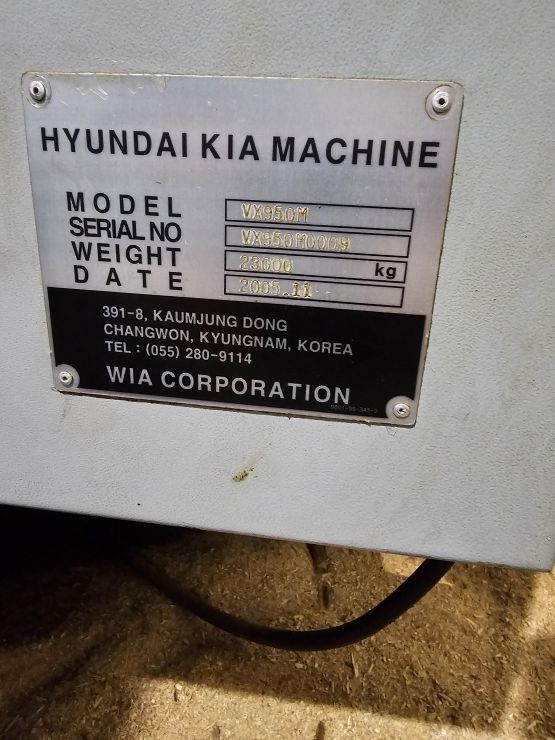 HYUNDAI KIA MACHINE
MODEL VX950M
SERIAL NO VX950M0009
WEIGHT 23000 kg
DATE 2005.11
391-8, KAUMJUNG DONG
CHANGWON, KYUNGNAM, KOREA
TEL : (055) 280-9114
WIA CORPORATION